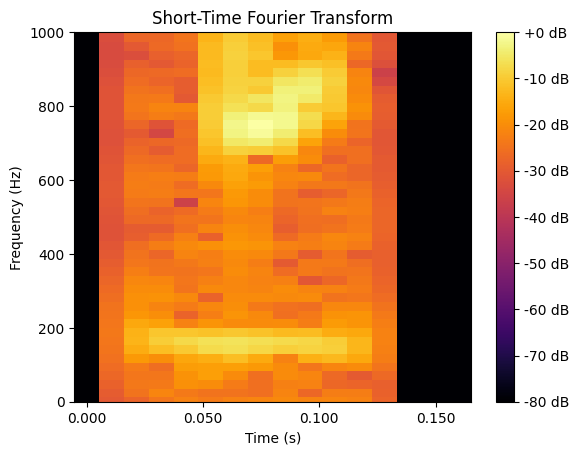 Short-Time Fourier Transform
1000
800
600
400
200
0
Frequency (Hz)
0.000
0.050
0.100
0.150
Time (s)
+0 dB
-10 dB
-20 dB
-30 dB
-40 dB
-50 dB
-60 dB
-70 dB
-80 dB